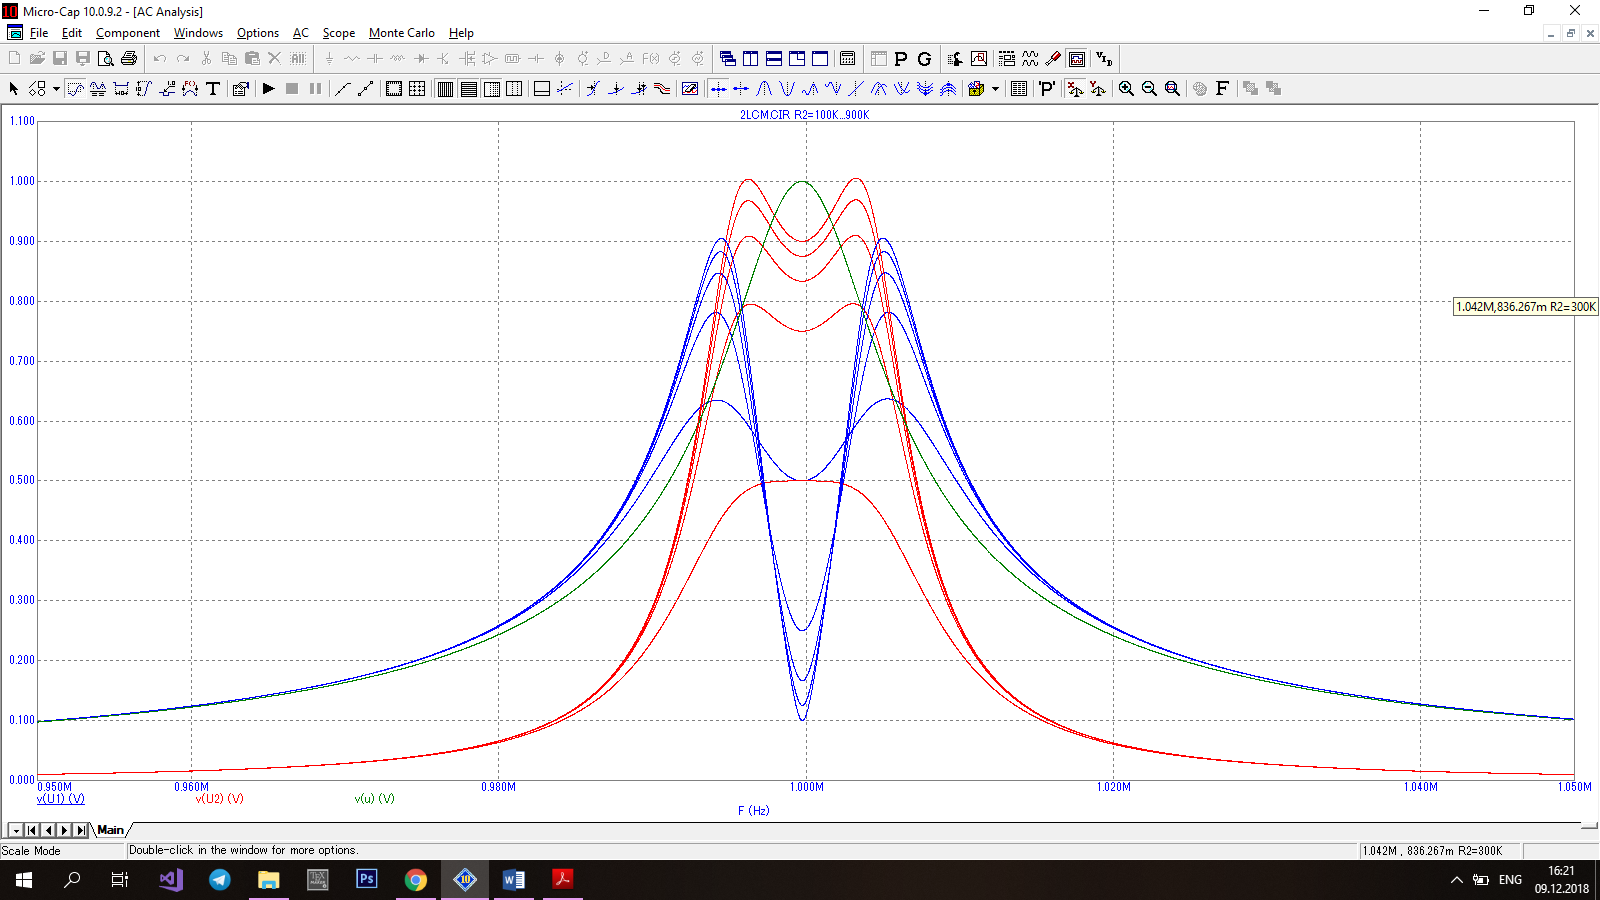 10 Micro-Cap 10.0.9.2 - [AC Analysis]
File Edit Component Windows Options AC Scope Monte Carlo Help
2LCM.CIR R2=100K...900K
1.100
1.000
0.900
0.800
1.042M,836.267m R2=300K
0.700
0.600
0.500
0.400
0.300
0.200
0.100
0.000
0.950M 0.960M 0.980M 1.000M 1.020M 1.040M 1.050M
v(U1) (V) v(U2) (V) v(u) (V)
F (Hz)
Main
Scale Mode Double-click in the window for more options. 1.042M , 836.267m R2=300K
16:21
ENG
09.12.2018